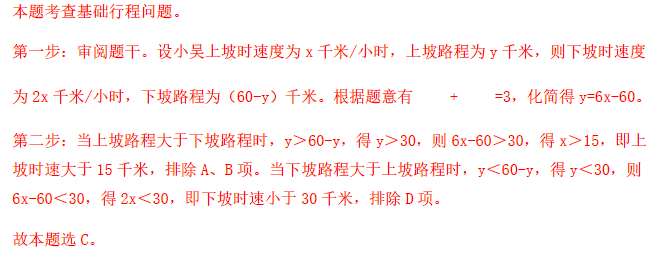 本题考查基础行程问题。
第一步：审阅题干。设小吴上坡时速度为 x 千米/小时，上坡路程为 y 千米，则下坡时速度
为 2x 千米/小时，下坡路程为（60-y）千米。根据题意有 + =3，化简得 y=6x-60。
第二步：当上坡路程大于下坡路程时，y＞60-y，得 y＞30，则 6x-60＞30，得 x＞15，即上
坡时速大于 15 千米，排除 A、B 项。当下坡路程大于上坡路程时，y＜60-y，得 y＜30，则
6x-60＜30，得 2x＜30，即下坡时速小于 30 千米，排除 D 项。
故本题选 C。